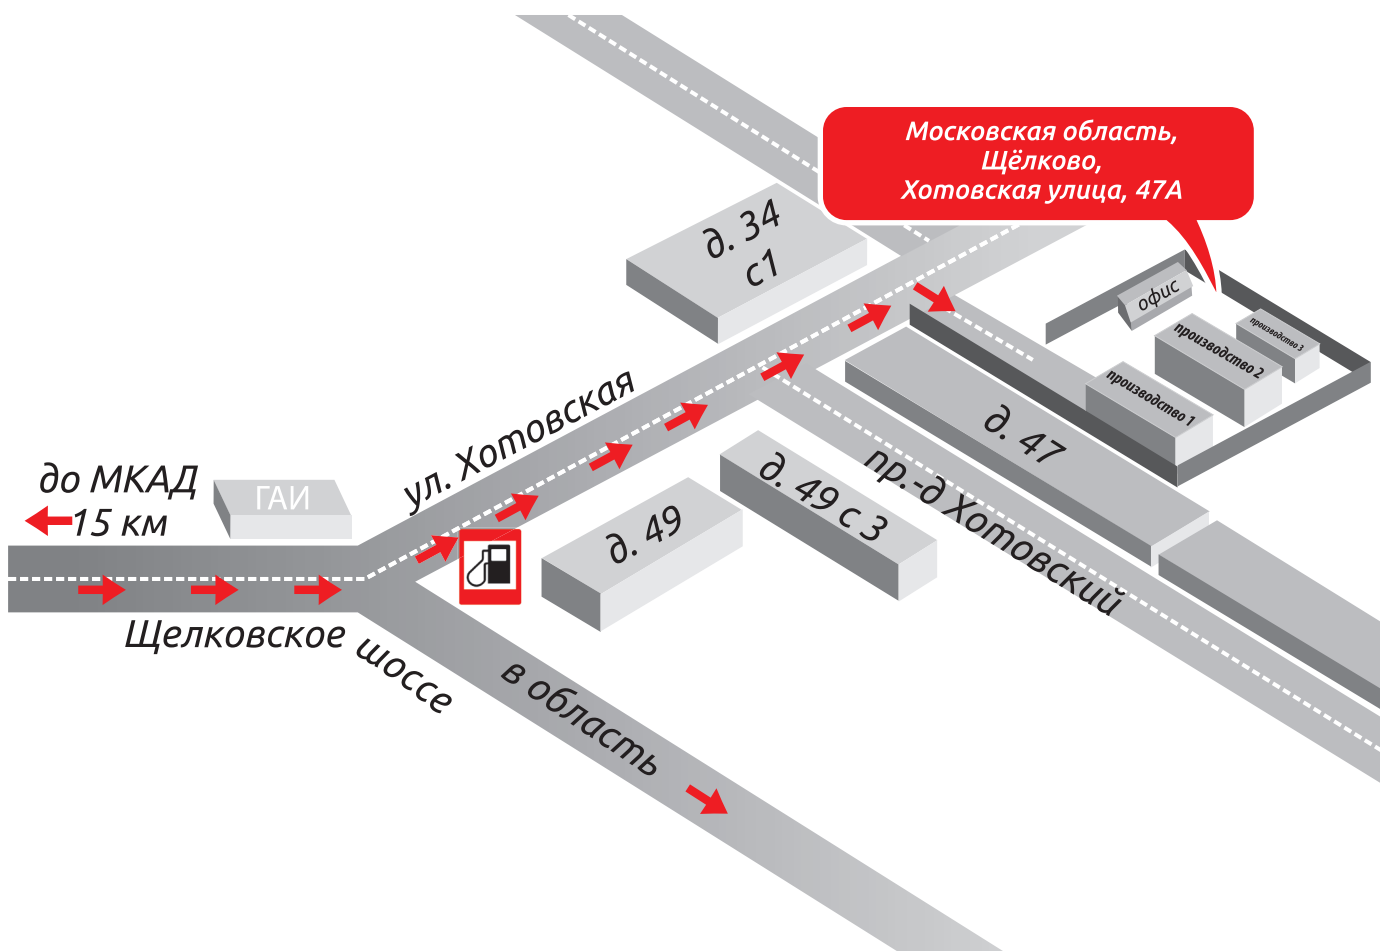 Московская область,
Щёлково,
Хотовская улица, 47А
д. 34
с1
офис
производство 3
производство 2
производство 1
ул. Хотовская
д. 47
до МКАД
15 км
ГАИ
пр.-д Хотовский
д. 49 с 3
д. 49
Щелковское шоссе
в область